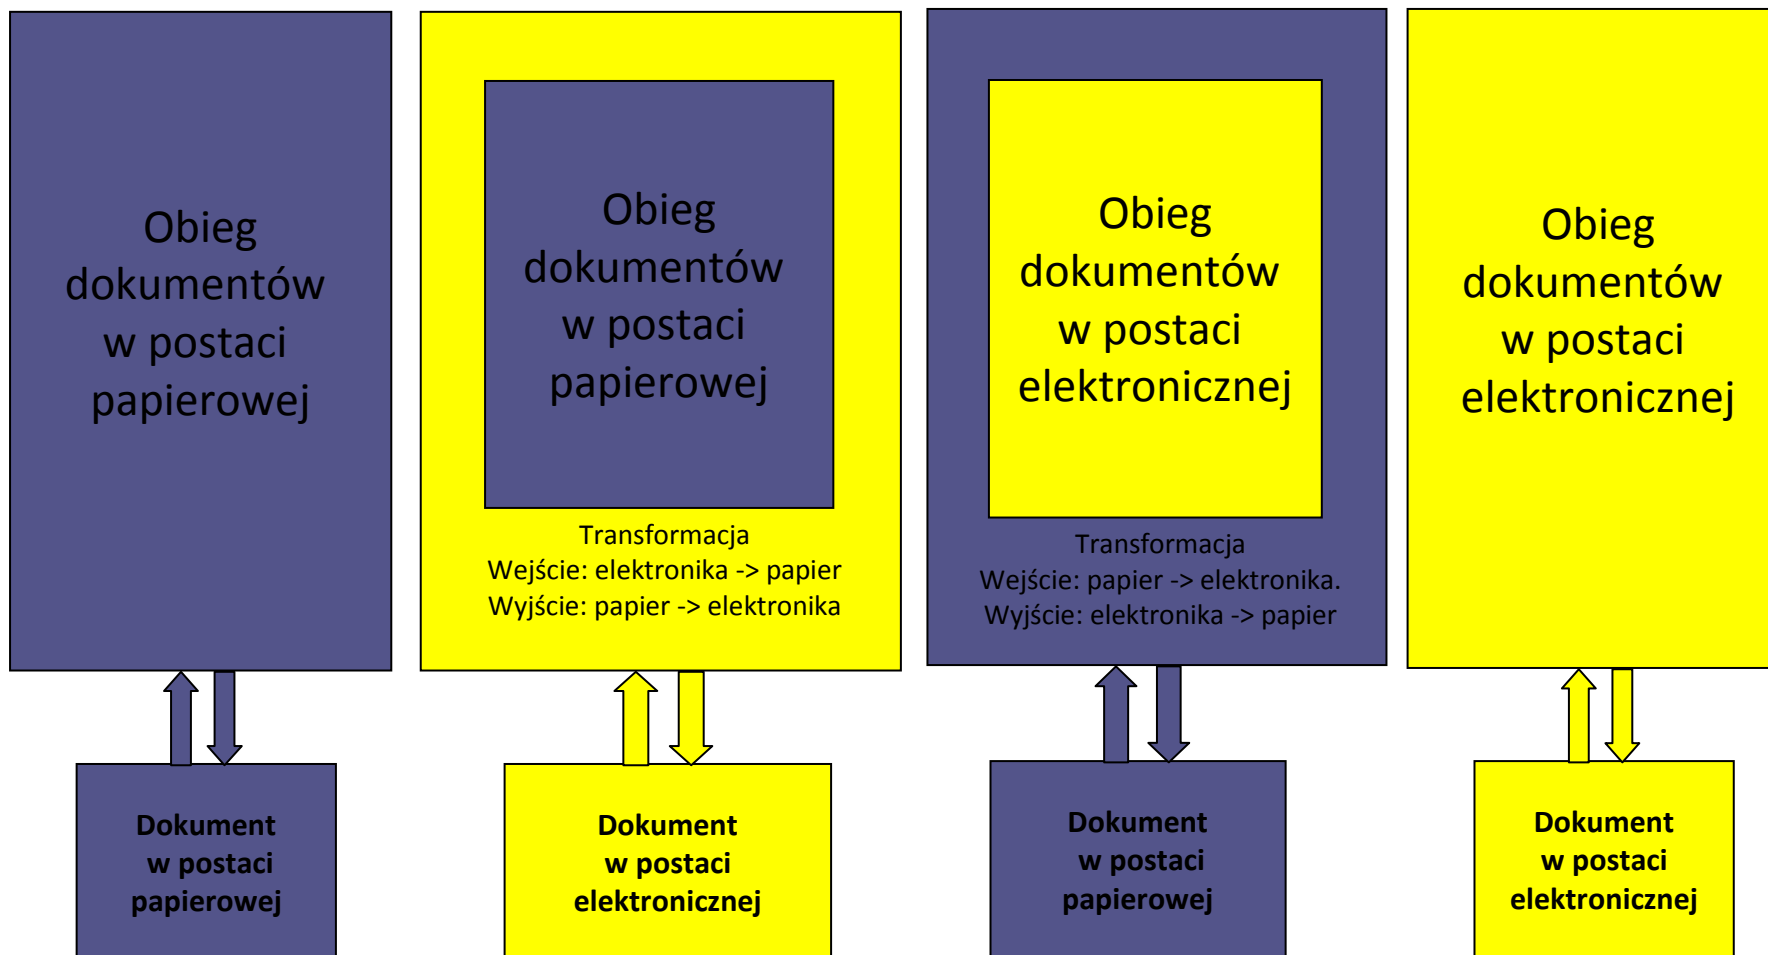 Obieg
dokumentów
w postaci
papierowej
Obieg
dokumentów
w postaci
papierowej
Transformacja
Wejście: elektronika -> papier
Wyjście: papier -> elektronika
Obieg
dokumentów
w postaci
elektronicznej
Transformacja
Wejście: papier -> elektronika.
Wyjście: elektronika -> papier
Obieg
dokumentów
w postaci
elektronicznej
Dokument
w postaci
papierowej
Dokument
w postaci
elektronicznej
Dokument
w postaci
papierowej
Dokument
w postaci
elektronicznej